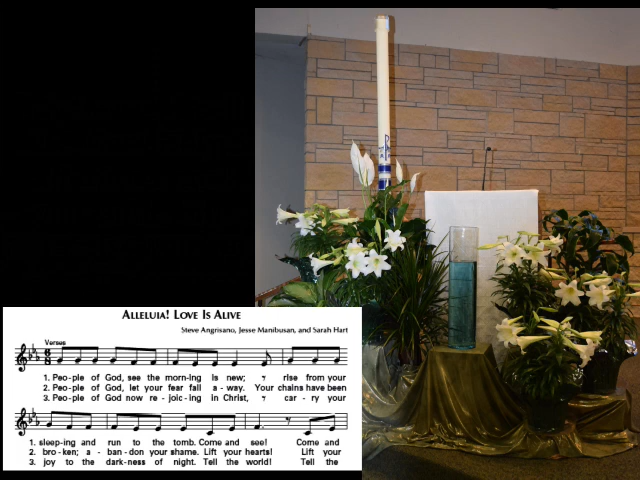 ALLELUIA! LOVE IS ALIVE
Steve Angrisano, Jesse Manibusan, and Sarah Hart
Verses
6
8
1. Peo-ple of God, see the morn-ing is new; rise from your
2. Peo-ple of God, let your fear fall a-way. Your chains have been
3. Peo-ple of God now re-joic-ing in Christ, car-ry your
1. sleep-ing and run to the tomb. Come and see! Come and
2. bro-ken; a-ban-don your shame. Lift your hearts! Lift your
3. joy to the dark-ness of night. Tell the world! Tell the